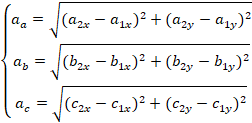 a_a = √((a_{2x} − a_{1x})² + (a_{2y} − a_{1y})²)
a_b = √((b_{2x} − b_{1x})² + (b_{2y} − b_{1y})²)
a_c = √((c_{2x} − c_{1x})² + (c_{2y} − c_{1y})²)